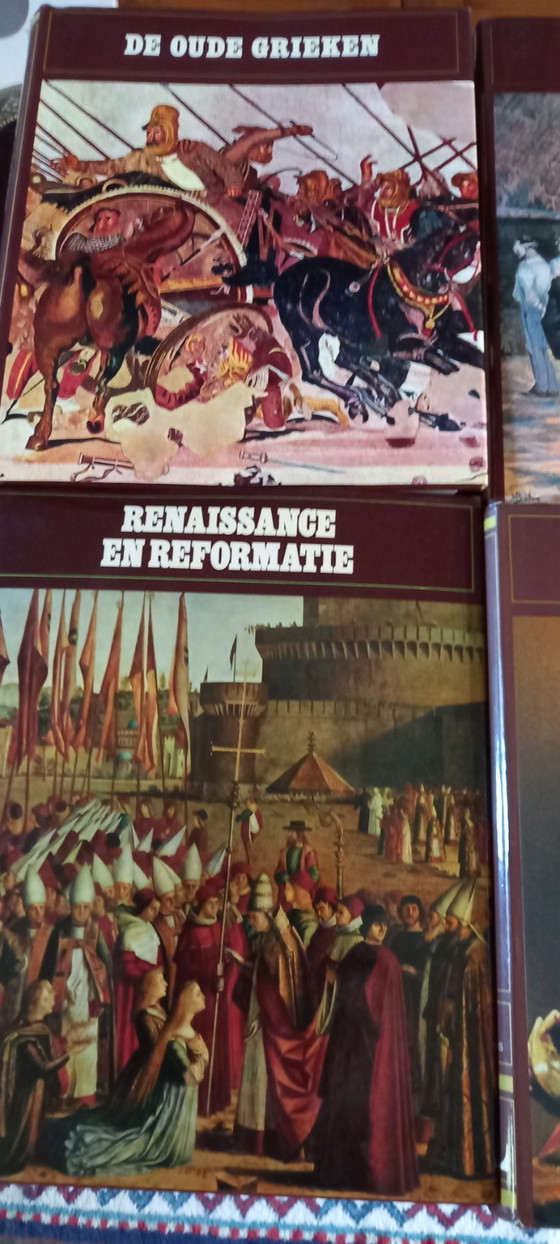 DE OUDE GRIEKEN
RENAISSANCE
EN REFORMATIE